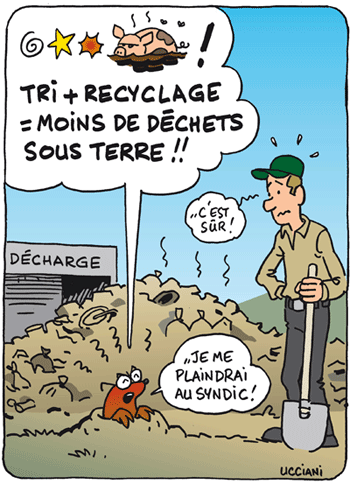 !
TRi + RECYCLAGE
= MOiNS DE DÉCHETS
SOUS TERRE !!
„C'EST
SÛR !
DÉCHARGE
„JE ME
PLAiNDRAi
AU SYNDiC !
UCCiANi